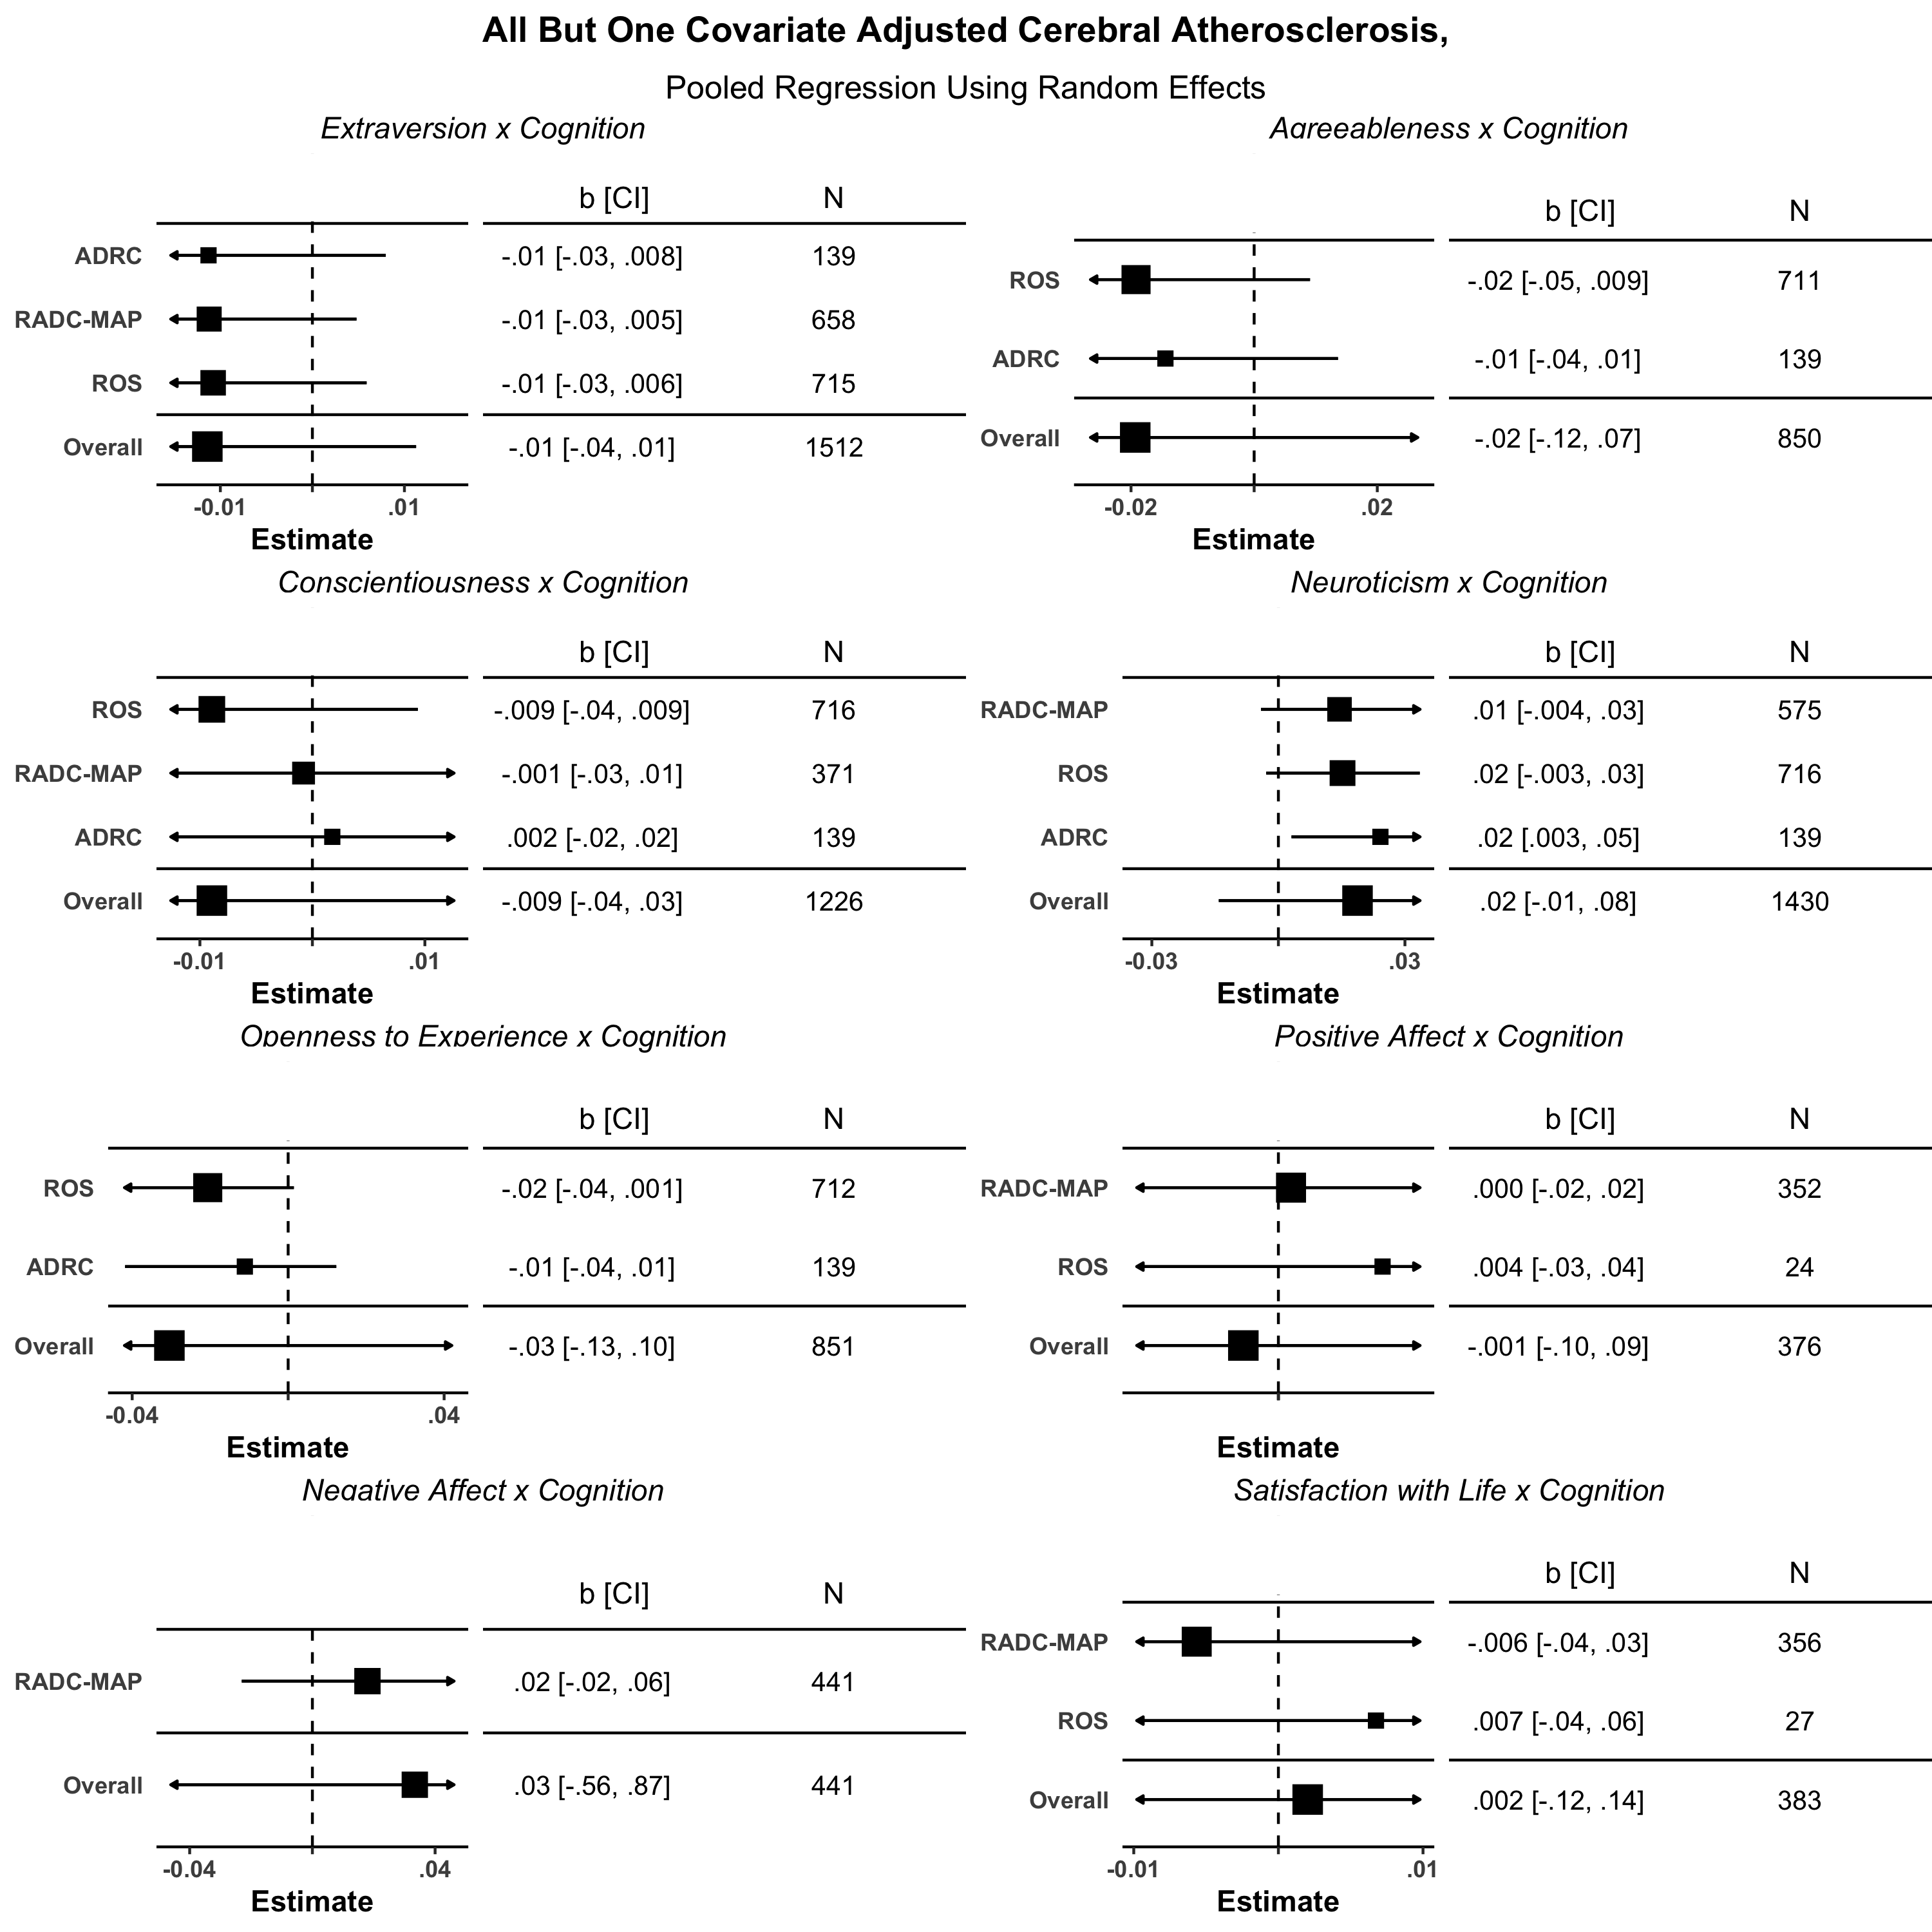 All But One Covariate Adjusted Cerebral Atherosclerosis,
Pooled Regression Using Random Effects
Extraversion x Cognition
b [CI] N
ADRC -.01 [-.03, .008] 139
RADC-MAP -.01 [-.03, .005] 658
ROS -.01 [-.03, .006] 715
Overall -.01 [-.04, .01] 1512
-0.01 .01
Estimate
Agreeableness x Cognition
b [CI] N
ROS -.02 [-.05, .009] 711
ADRC -.01 [-.04, .01] 139
Overall -.02 [-.12, .07] 850
-0.02 .02
Estimate
Conscientiousness x Cognition
b [CI] N
ROS -.009 [-.04, .009] 716
RADC-MAP -.001 [-.03, .01] 371
ADRC .002 [-.02, .02] 139
Overall -.009 [-.04, .03] 1226
-0.01 .01
Estimate
Neuroticism x Cognition
b [CI] N
RADC-MAP .01 [-.004, .03] 575
ROS .02 [-.003, .03] 716
ADRC .02 [.003, .05] 139
Overall .02 [-.01, .08] 1430
-0.03 .03
Estimate
Openness to Experience x Cognition
b [CI] N
ROS -.02 [-.04, .001] 712
ADRC -.01 [-.04, .01] 139
Overall -.03 [-.13, .10] 851
-0.04 .04
Estimate
Positive Affect x Cognition
b [CI] N
RADC-MAP .000 [-.02, .02] 352
ROS .004 [-.03, .04] 24
Overall -.001 [-.10, .09] 376
Estimate
Negative Affect x Cognition
b [CI] N
RADC-MAP .02 [-.02, .06] 441
Overall .03 [-.56, .87] 441
-0.04 .04
Estimate
Satisfaction with Life x Cognition
b [CI] N
RADC-MAP -.006 [-.04, .03] 356
ROS .007 [-.04, .06] 27
Overall .002 [-.12, .14] 383
-0.01 .01
Estimate